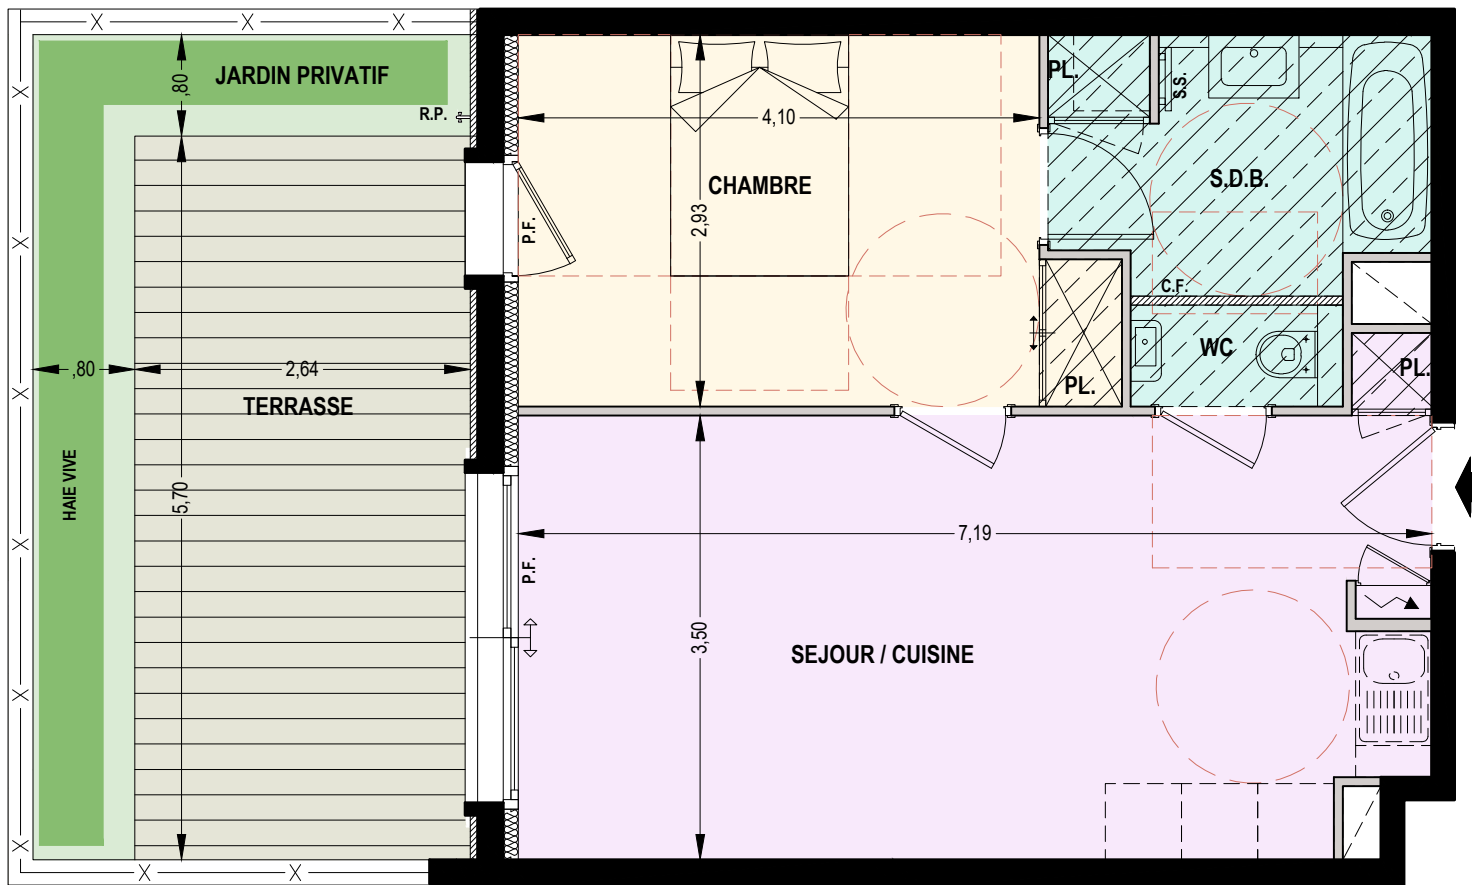 JARDIN PRIVATIF
,80
R.P.
4,10
PL.
S.S.
CHAMBRE
S.D.B.
2,93
P.F.
C.F.
WC
PL.
PL.
,80
2,64
TERRASSE
HAIE VIVE
5,70
7,19
P.F.
3,50
SEJOUR / CUISINE